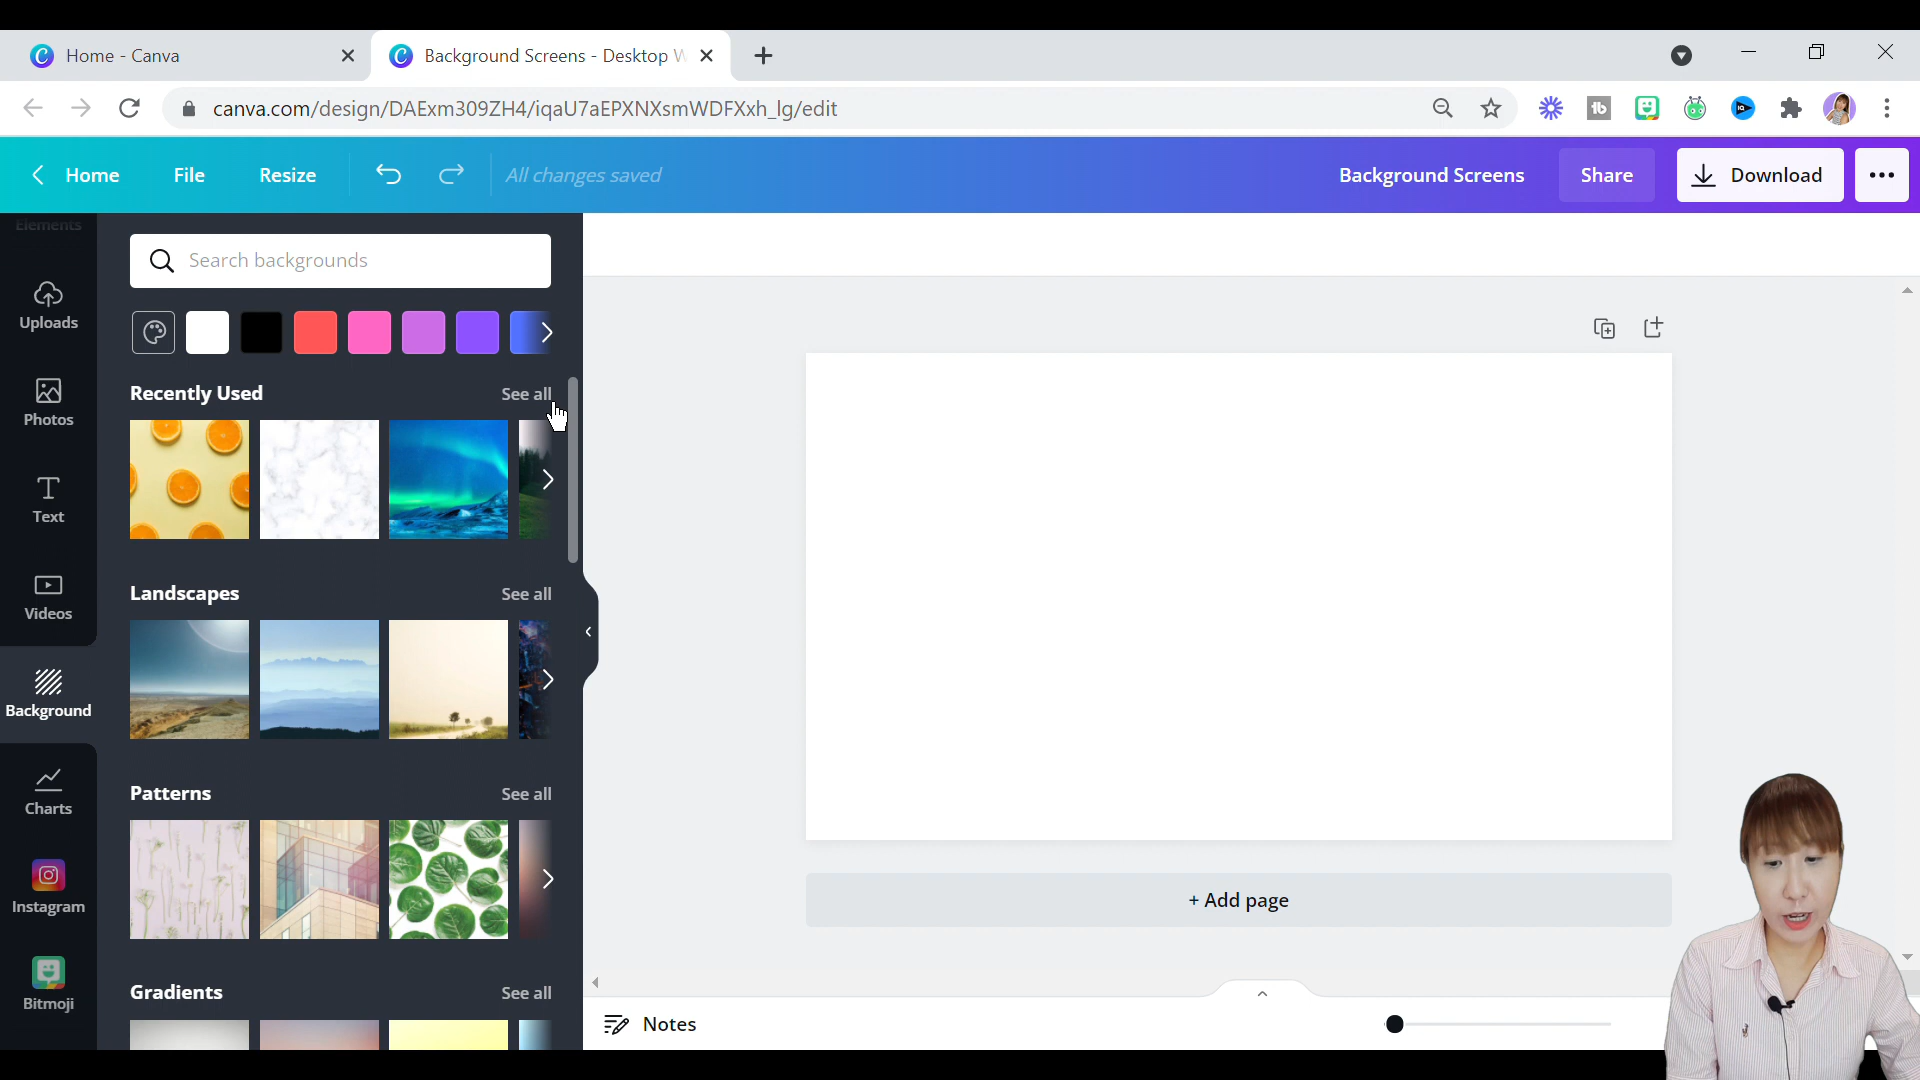 Home - Canva
Background Screens - Desktop W
canva.com/design/DAExm309ZH4/iqaU7aEPXNXsmWDFXxh_lg/edit
Home
File
Resize
All changes saved
Background Screens
Share
Download
Elements
Uploads
Photos
Text
Videos
Background
Charts
Instagram
Bitmoji
Search backgrounds
Recently Used
See all
Landscapes
See all
Patterns
See all
Gradients
See all
+ Add page
Notes